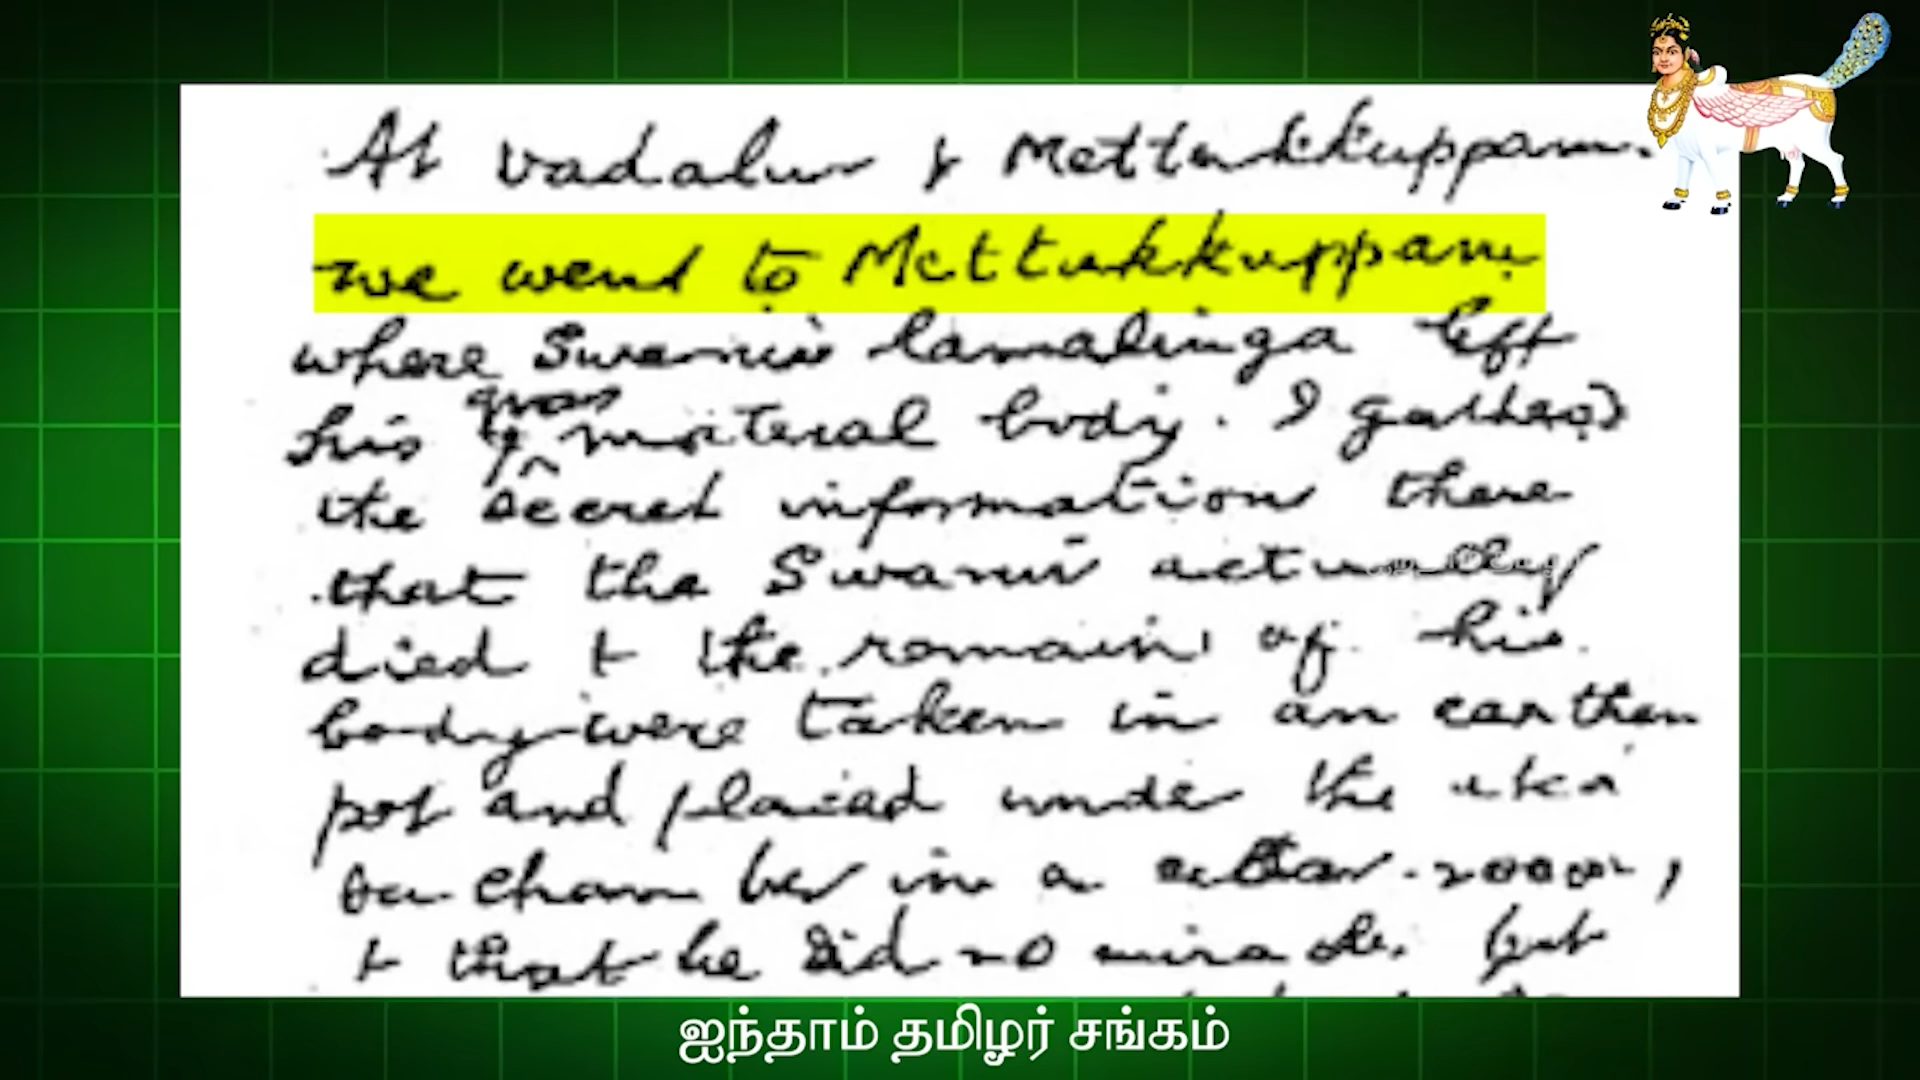 At Vadalur & Mettukkuppam.
we went to Mettukkuppam
where Swami Ramalinga left
his gross material body. I gathered
the secret information there
that the Swami actually
died & the remains of his
body were taken in an earthen
pot and placed under the
chamber in a room,
& that he did no miracle. but
ஐந்தாம் தமிழர் சங்கம்